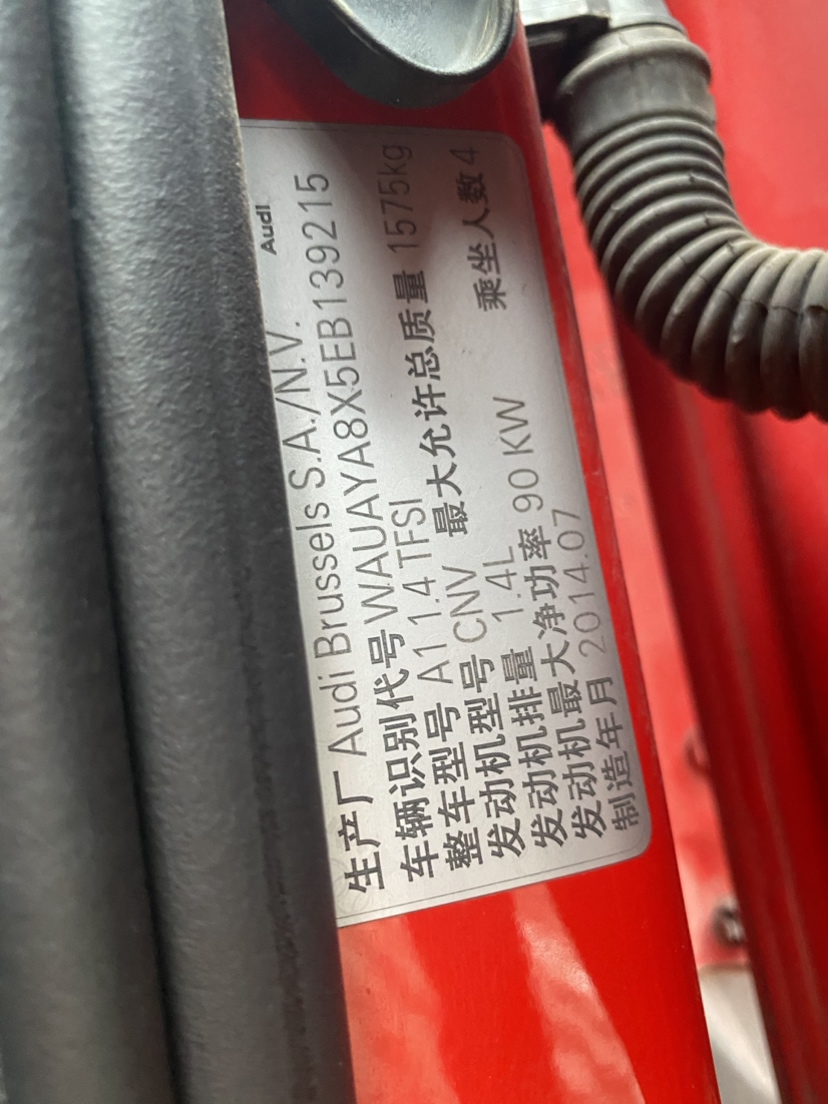 Audi
生产厂 Audi Brussels S.A./N.V.
车辆识别代号 WAUAYA8X5EB139215
整车型号 A1 1.4 TFSI 最大允许总质量 1575kg
发动机型号 CNV 乘坐人数 4
发动机排量 1.4L
发动机最大净功率 90 KW
制造年月 2014.07